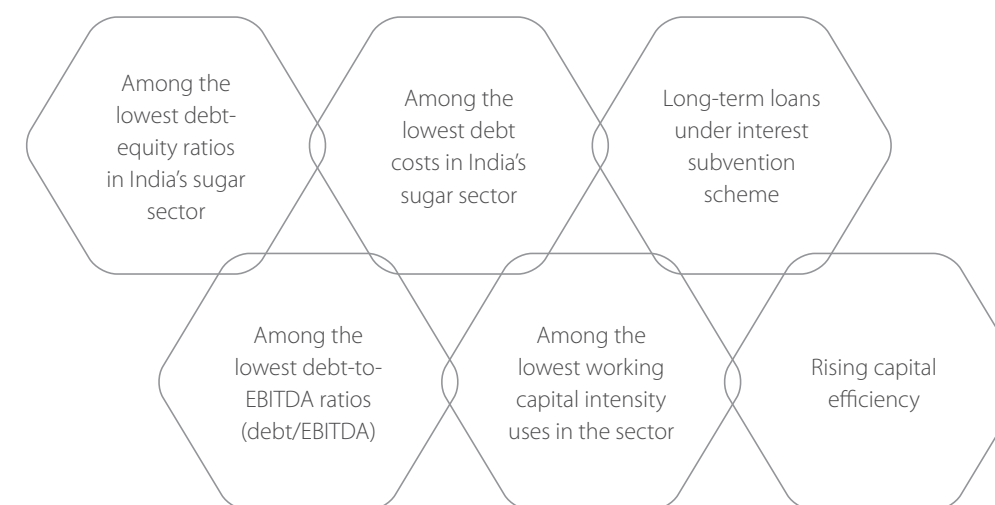 Among the
lowest debt-
equity ratios
in India's sugar
sector
Among the
lowest debt
costs in India's
sugar sector
Long-term loans
under interest
subvention
scheme
Among the
lowest debt-to-
EBITDA ratios
(debt/EBITDA)
Among the
lowest working
capital intensity
uses in the sector
Rising capital
efficiency